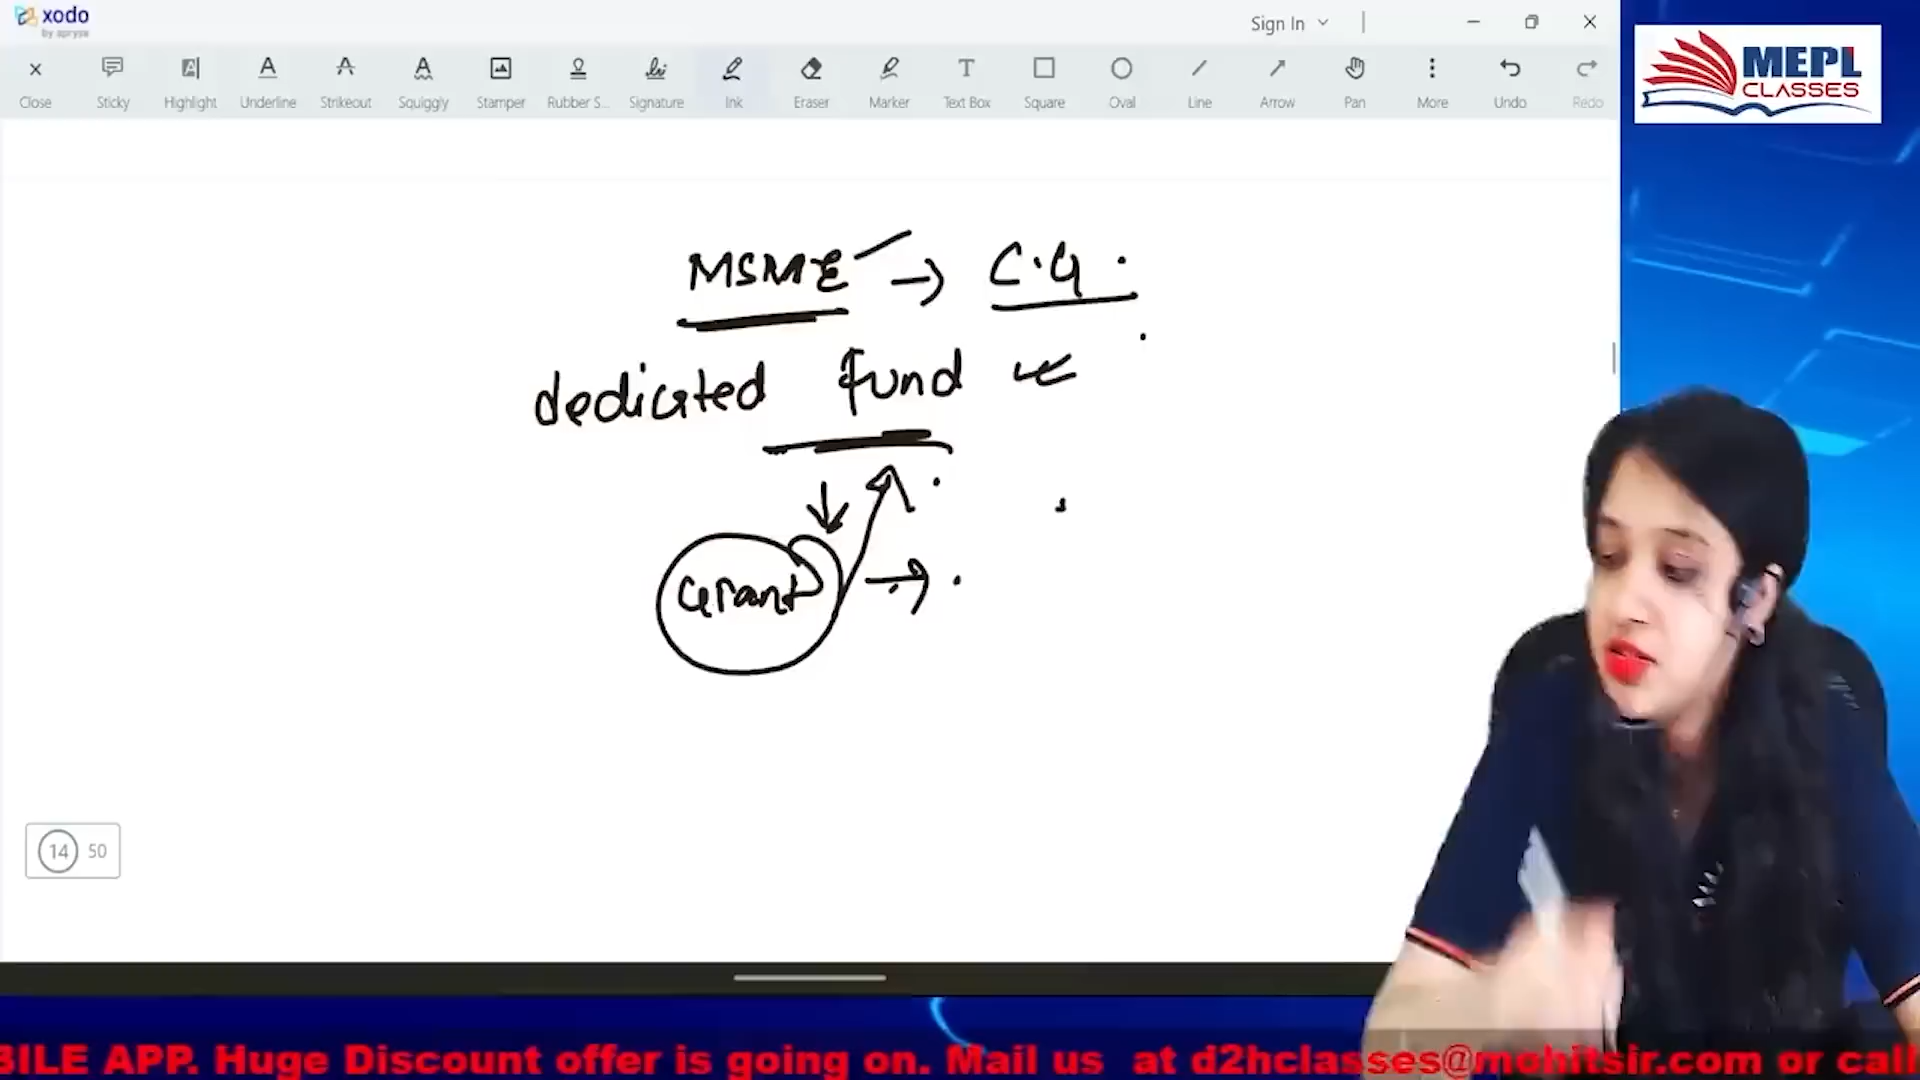 xodo
by apryse
Sign In
Close Sticky Highlight Underline Strikeout Squiggly Stamper Rubber S... Signature Ink Eraser Marker Text Box Square Oval Line Arrow Pan More Undo Redo
MEPL
CLASSES
MSME → C.G.
dedicated fund
Grant →
14 50
BILE APP. Huge Discount offer is going on. Mail us at d2hclasses@mohitsir.com or call